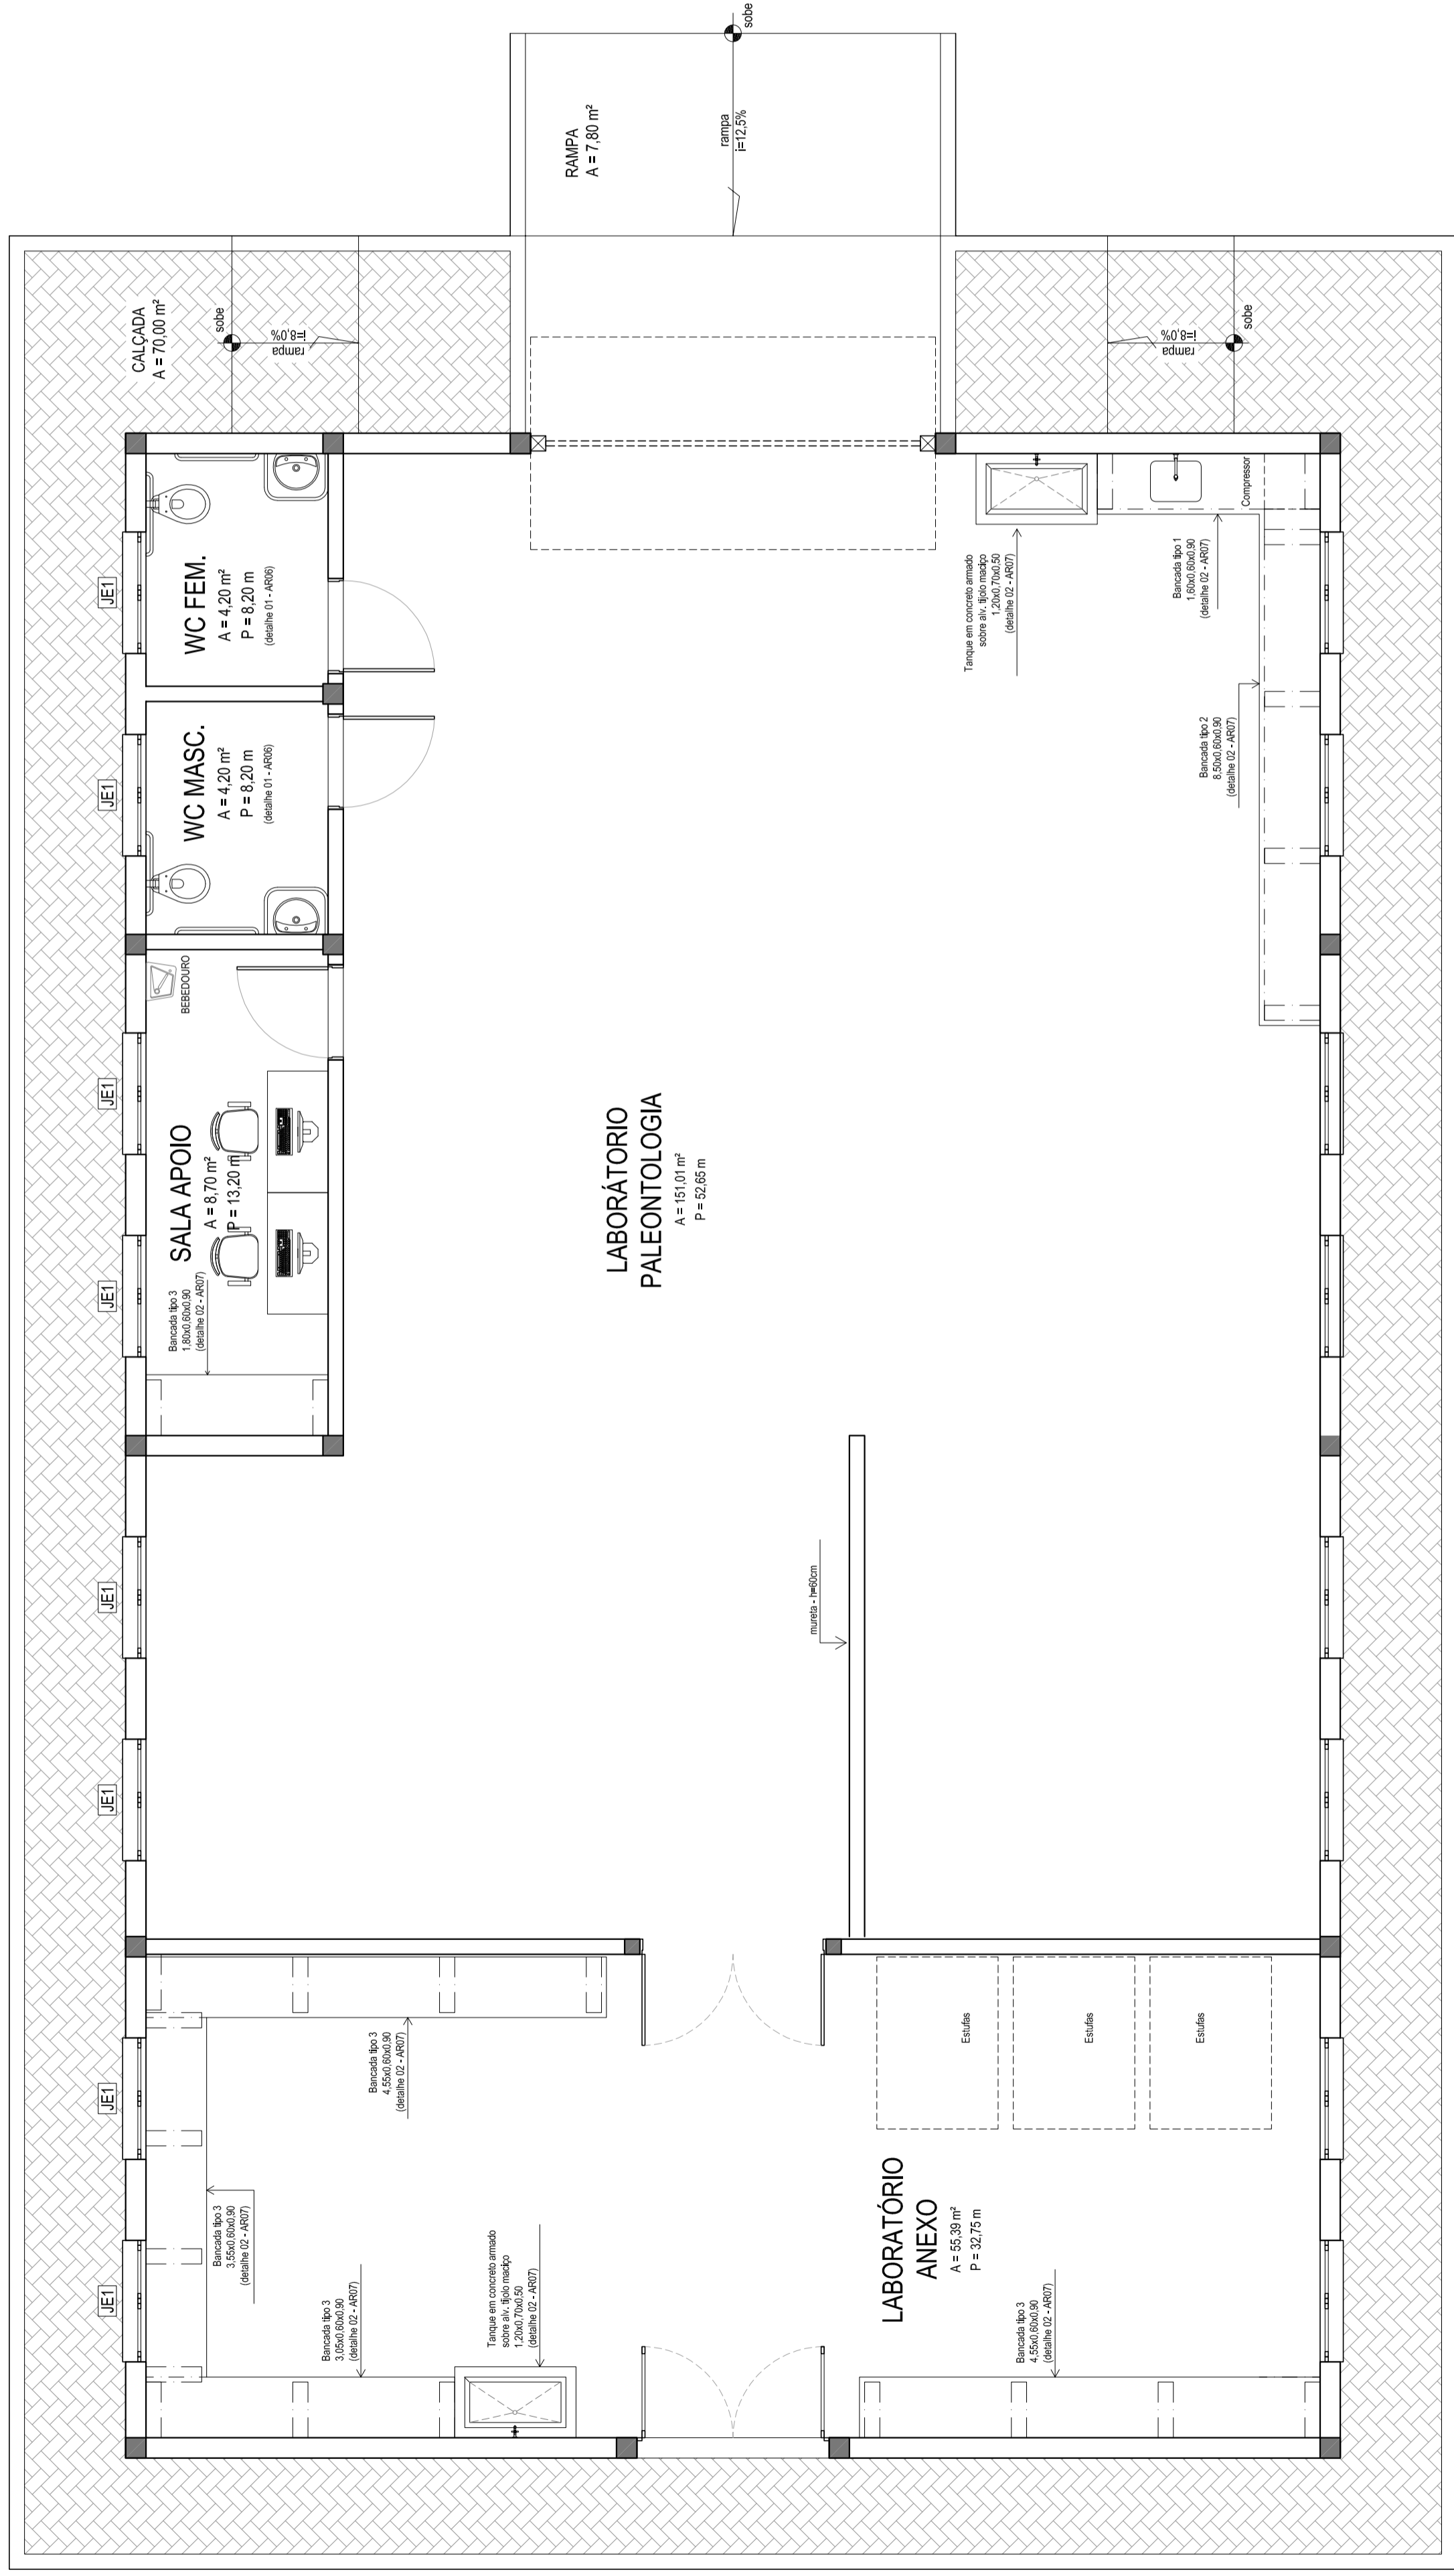 sobe
RAMPA
A = 7,80 m²
rampa
i=12,5%
CALÇADA
A = 70,00 m²
sobe
rampa
i=8,0%
rampa
i=8,0%
sobe
JE1
WC FEM.
A = 4,20 m²
P = 8,20 m
(detalhe 01 - AR06)
Tanque em concreto armado
sobre alv. tijolo maciço
1,20x0,70x0,50
(detalhe 02 - AR07)
Compressor
Bancada tipo 1
1,60x0,60x0,90
(detalhe 02 - AR07)
JE1
WC MASC.
A = 4,20 m²
P = 8,20 m
(detalhe 01 - AR06)
Bancada tipo 2
8,50x0,60x0,90
(detalhe 02 - AR07)
BEBEDOURO
JE1
SALA APOIO
A = 8,70 m²
P = 13,20 m
JE1
Bancada tipo 3
1,80x0,60x0,90
(detalhe 02 - AR07)
LABORÁTORIO
PALEONTOLOGIA
A = 151,01 m²
P = 52,65 m
JE1
mureta - h=60cm
JE1
JE1
Bancada tipo 3
4,55x0,60x0,90
(detalhe 02 - AR07)
Estufas
Estufas
Estufas
JE1
Bancada tipo 3
3,55x0,60x0,90
(detalhe 02 - AR07)
Bancada tipo 3
3,05x0,60x0,90
(detalhe 02 - AR07)
Tanque em concreto armado
sobre alv. tijolo maciço
1,20x0,70x0,50
(detalhe 02 - AR07)
LABORATÓRIO
ANEXO
A = 55,39 m²
P = 32,75 m
Bancada tipo 3
4,55x0,60x0,90
(detalhe 02 - AR07)